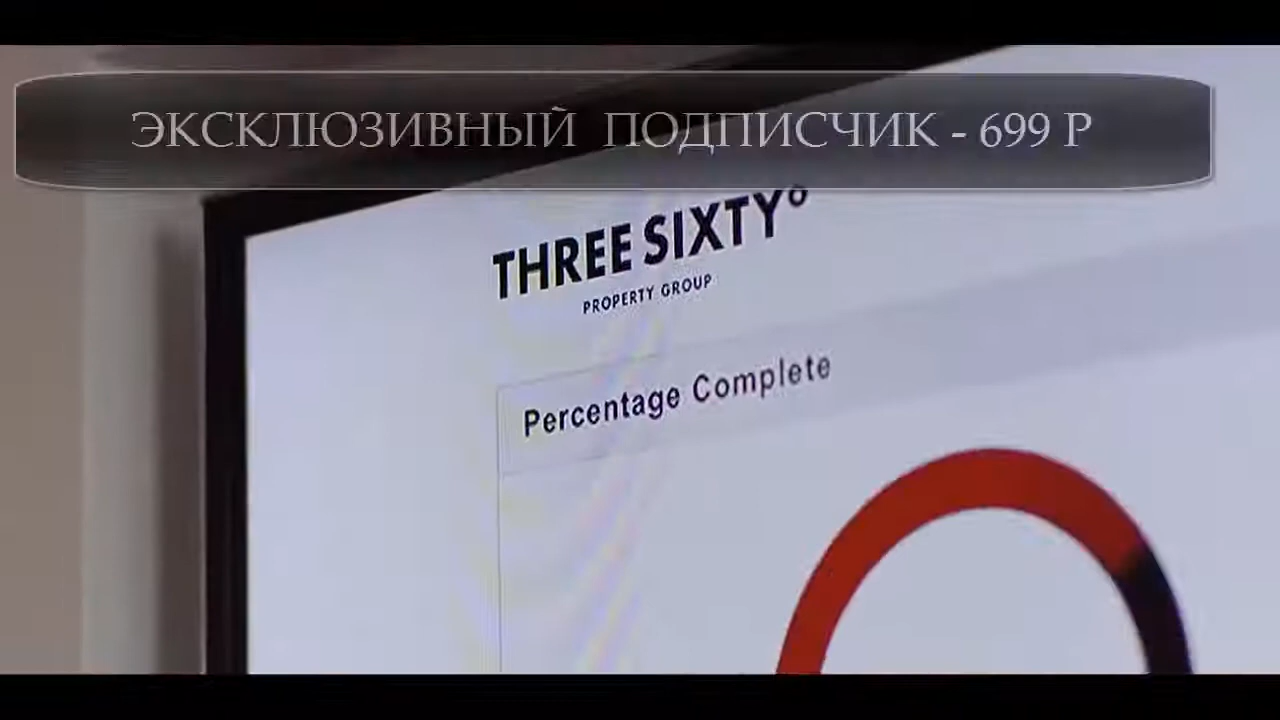 ЭКСКЛЮЗИВНЫЙ ПОДПИСЧИК - 699 Р
THREE SIXTY°
PROPERTY GROUP
Percentage Complete